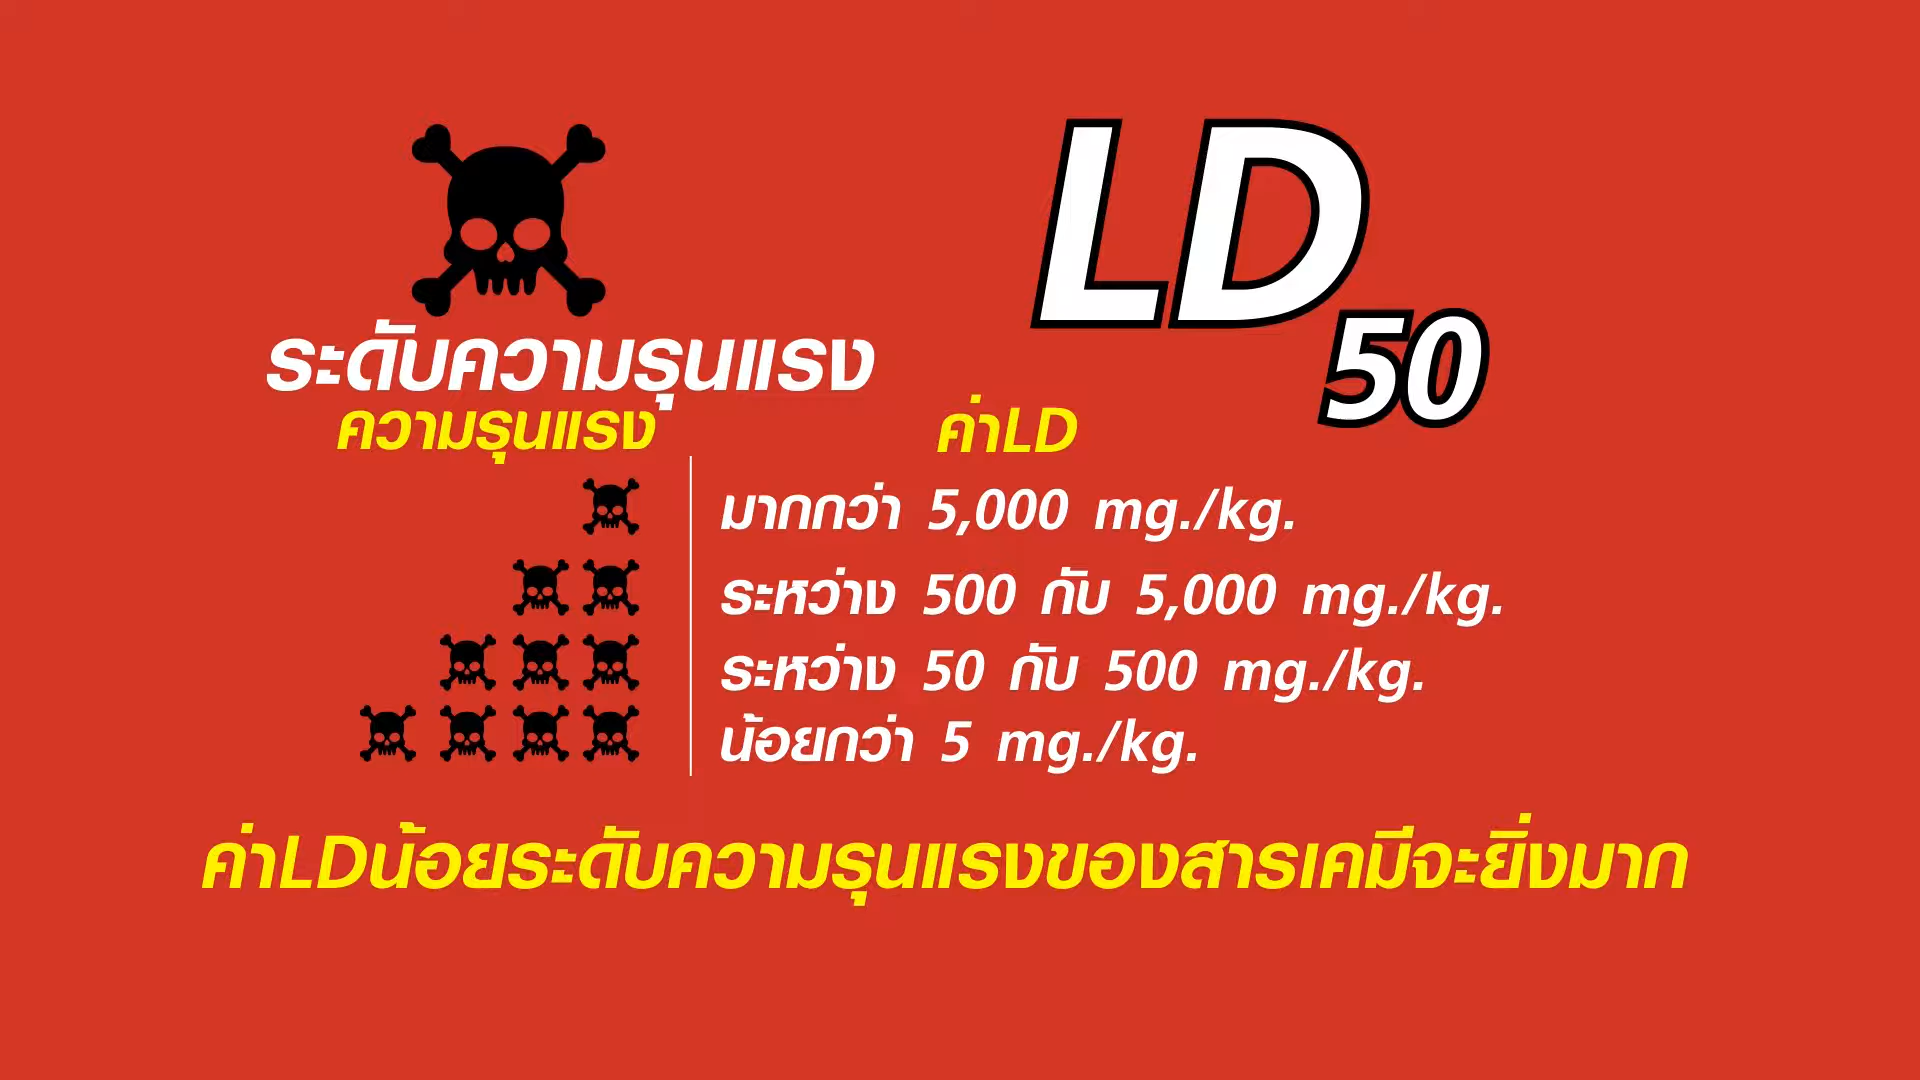 LD50
ระดับความรุนแรง
ความรุนแรง ค่าLD
มากกว่า 5,000 mg./kg.
ระหว่าง 500 กับ 5,000 mg./kg.
ระหว่าง 50 กับ 500 mg./kg.
น้อยกว่า 5 mg./kg.
ค่าLDน้อยระดับความรุนแรงของสารเคมีจะยิ่งมาก